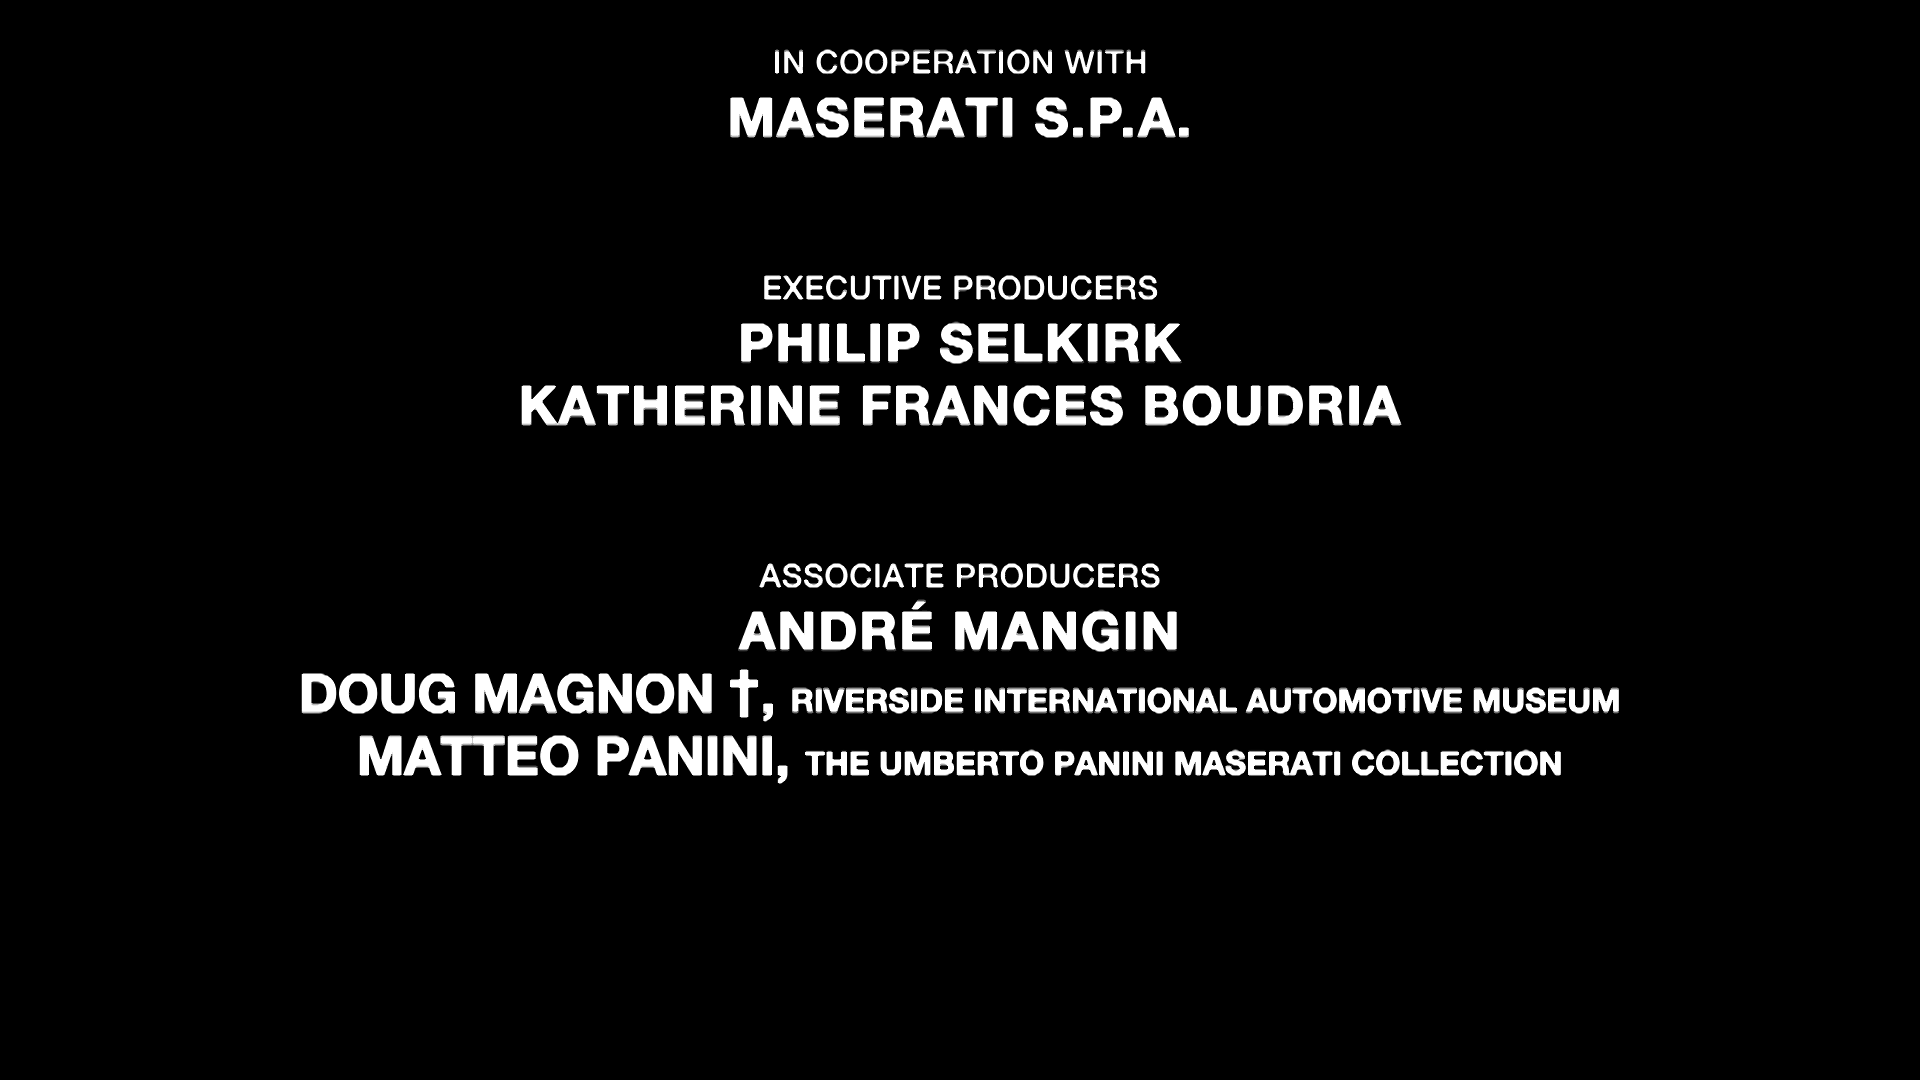 IN COOPERATION WITH
MASERATI S.P.A.
EXECUTIVE PRODUCERS
PHILIP SELKIRK
KATHERINE FRANCES BOUDRIA
ASSOCIATE PRODUCERS
ANDRÉ MANGIN
DOUG MAGNON †, RIVERSIDE INTERNATIONAL AUTOMOTIVE MUSEUM
MATTEO PANINI, THE UMBERTO PANINI MASERATI COLLECTION